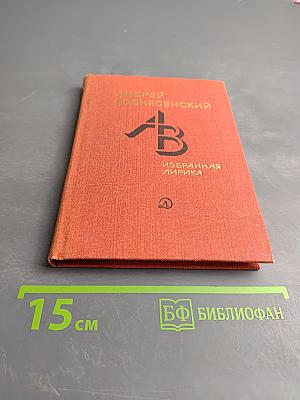 АНДРЕЙ
ВОЗНЕСЕНСКИЙ
АВ
ИЗБРАННАЯ
ЛИРИКА
15 см
БФ БИБЛИОФАН